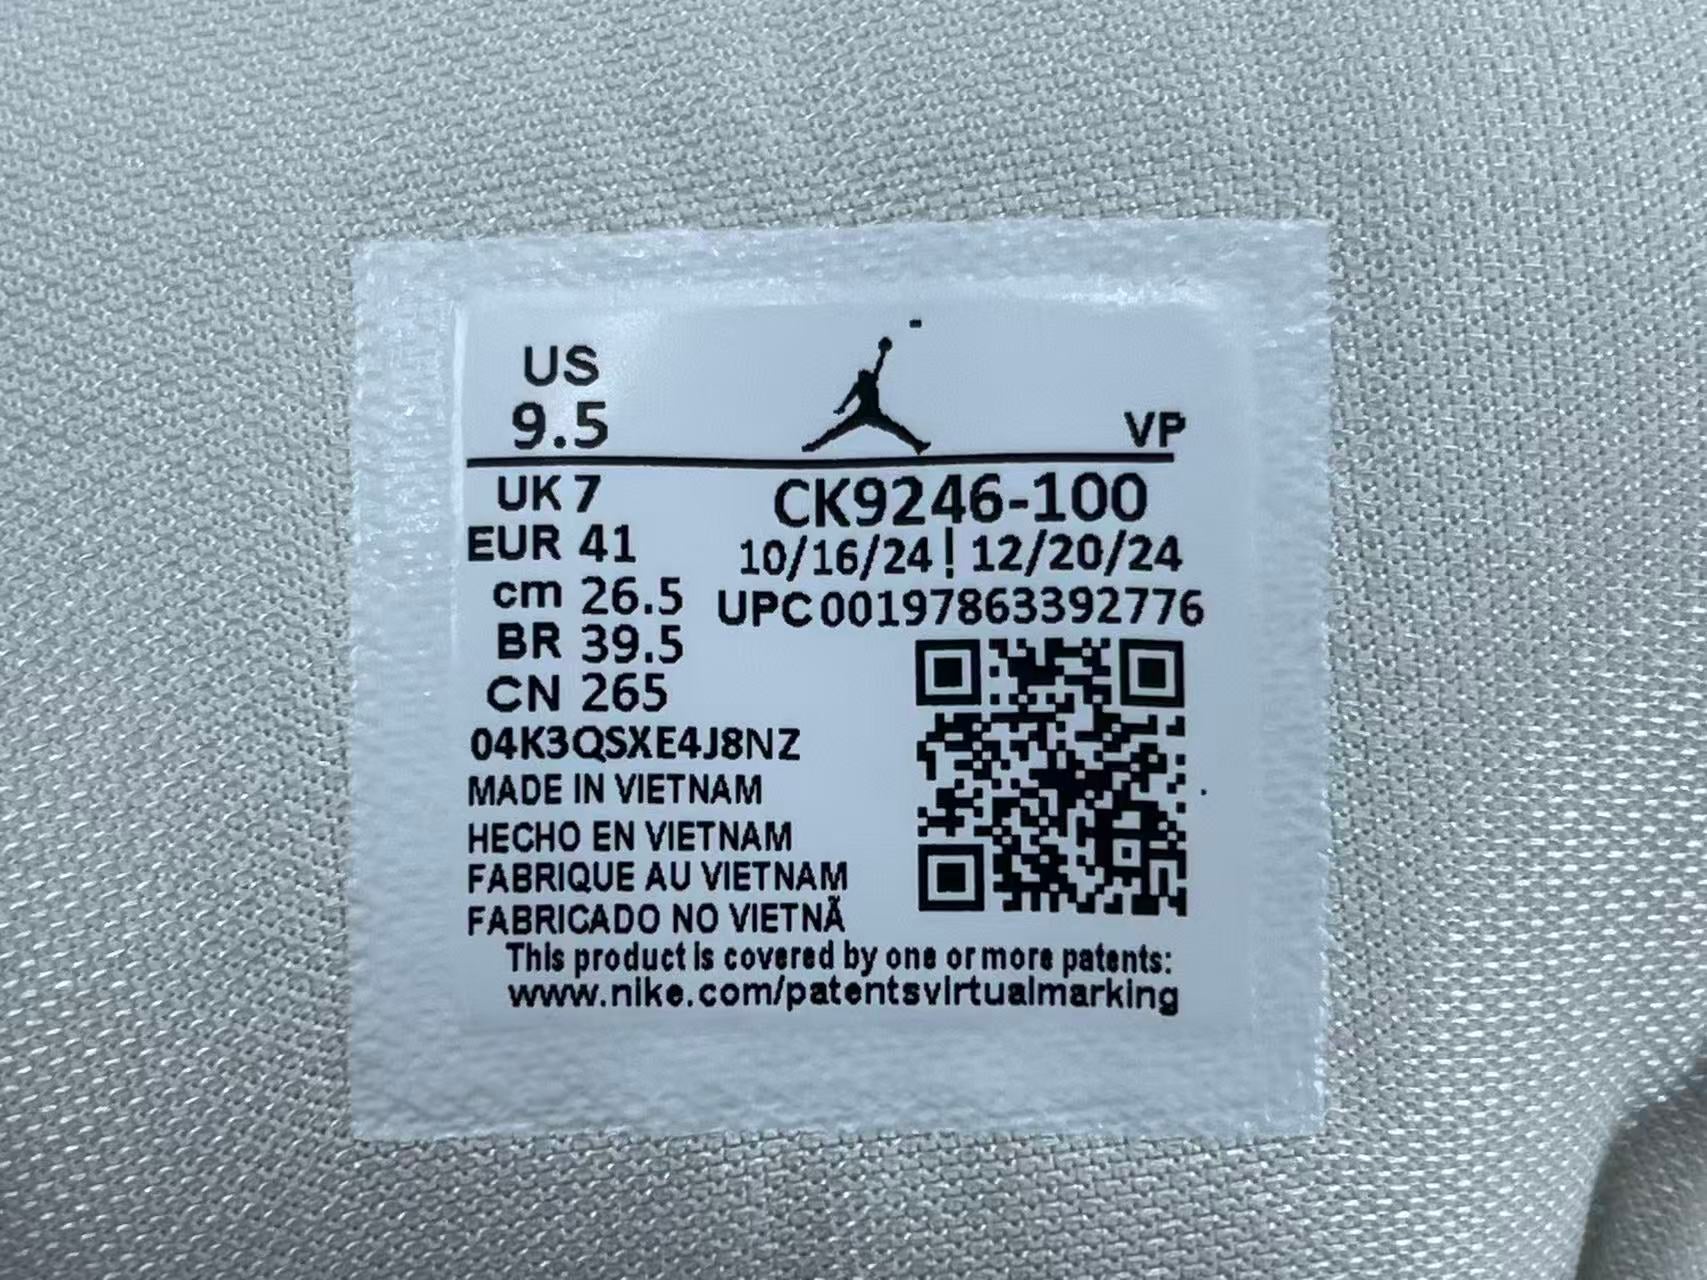 US
9.5
VP
UK 7
CK9246-100
EUR 41
10/16/24 | 12/20/24
cm 26.5
UPC 00197863392776
BR 39.5
CN 265
04K3QSXE4J8NZ
MADE IN VIETNAM
HECHO EN VIETNAM
FABRIQUE AU VIETNAM
FABRICADO NO VIETNÃ
This product is covered by one or more patents:
www.nike.com/patentsvirtualmarking